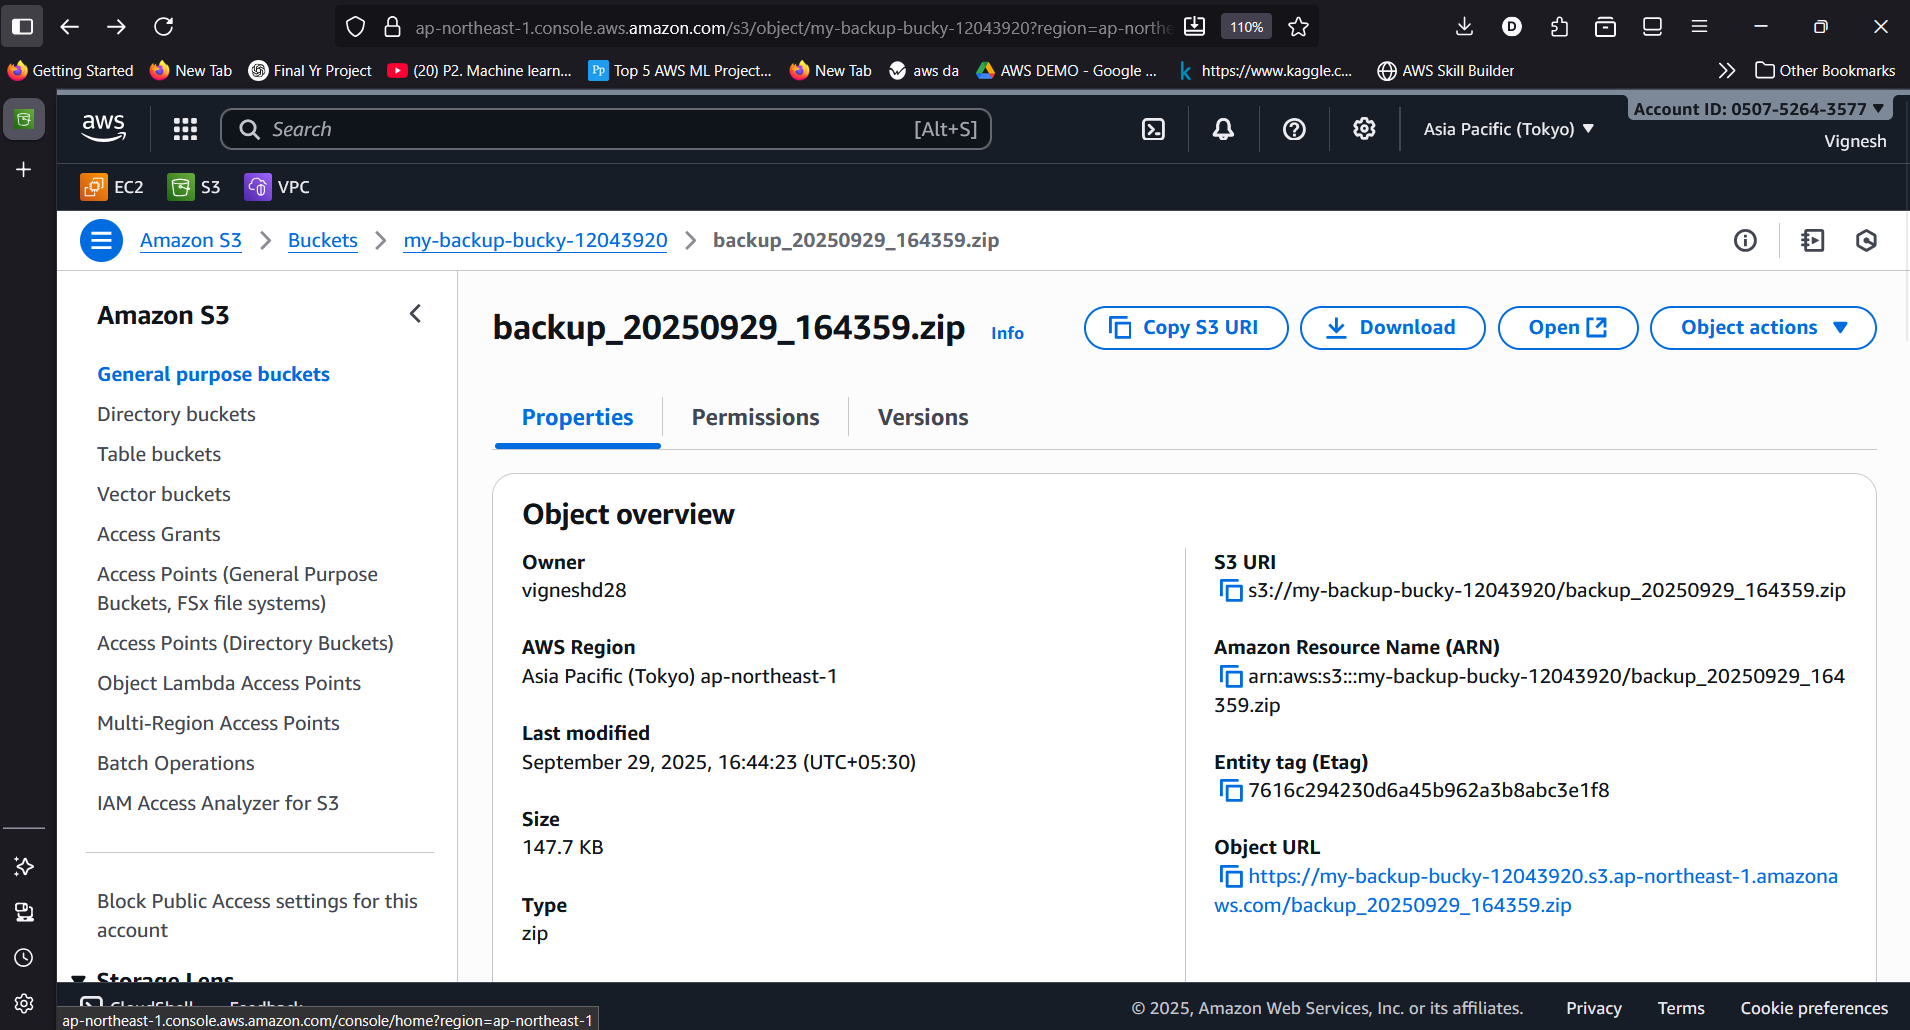 ap-northeast-1.console.aws.amazon.com/s3/object/my-backup-bucky-12043920?region=ap-northe
110%
D
Getting Started
New Tab
Final Yr Project
(20) P2. Machine learn...
Pp
Top 5 AWS ML Project...
New Tab
aws da
AWS DEMO - Google ...
k
https://www.kaggle.c...
AWS Skill Builder
Other Bookmarks
aws
Search
[Alt+S]
Asia Pacific (Tokyo)
Account ID: 0507-5264-3577
Vignesh
EC2
S3
VPC
Amazon S3
Buckets
my-backup-bucky-12043920
backup_20250929_164359.zip
Amazon S3
General purpose buckets
Directory buckets
Table buckets
Vector buckets
Access Grants
Access Points (General Purpose
Buckets, FSx file systems)
Access Points (Directory Buckets)
Object Lambda Access Points
Multi-Region Access Points
Batch Operations
IAM Access Analyzer for S3
Block Public Access settings for this
account
Storage Lens
backup_20250929_164359.zip
Info
Copy S3 URI
Download
Open
Object actions
Properties
Permissions
Versions
Object overview
Owner
vigneshd28
AWS Region
Asia Pacific (Tokyo) ap-northeast-1
Last modified
September 29, 2025, 16:44:23 (UTC+05:30)
Size
147.7 KB
Type
zip
S3 URI
s3://my-backup-bucky-12043920/backup_20250929_164359.zip
Amazon Resource Name (ARN)
arn:aws:s3:::my-backup-bucky-12043920/backup_20250929_164
359.zip
Entity tag (Etag)
7616c294230d6a45b962a3b8abc3e1f8
Object URL
https://my-backup-bucky-12043920.s3.ap-northeast-1.amazona
ws.com/backup_20250929_164359.zip
CloudShell
Feedback
© 2025, Amazon Web Services, Inc. or its affiliates.
Privacy
Terms
Cookie preferences
ap-northeast-1.console.aws.amazon.com/console/home?region=ap-northeast-1